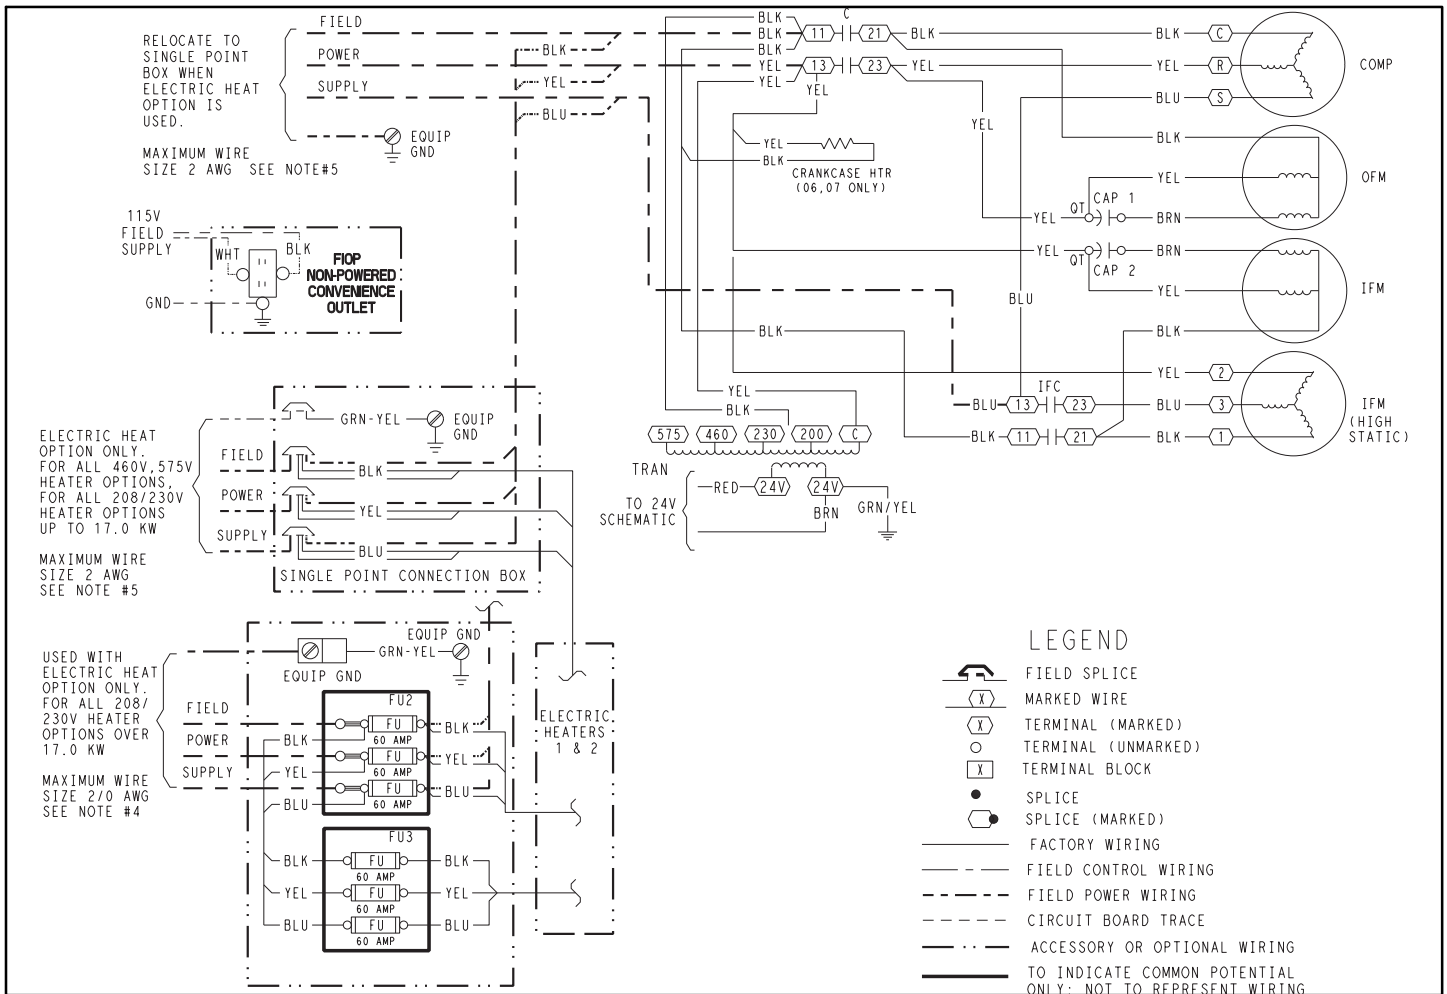 FIELD
POWER
SUPPLY
RELOCATE TO
SINGLE POINT
BOX WHEN
ELECTRIC HEAT
OPTION IS
USED.
MAXIMUM WIRE
SIZE 2 AWG SEE NOTE#5
EQUIP
GND
BLK
YEL
BLU
BLK
BLK
BLK
YEL
YEL
C
11
21
BLK
13
23
YEL
YEL
YEL
BLK
CRANKCASE HTR
(06,07 ONLY)
YEL
BLK
C
YEL
R
BLU
S
COMP
BLK
YEL
OFM
YEL
QT
CAP 1
BRN
YEL
QT
CAP 2
BRN
YEL
IFM
BLK
BLU
BLK
115V
FIELD
SUPPLY
WHT
BLK
GND
FIOP
NON-POWERED
CONVENIENCE
OUTLET
YEL
2
IFC
BLU
13
23
BLU
3
BLK
11
21
BLK
1
IFM
(HIGH
STATIC)
YEL
BLK
575
460
230
200
C
TRAN
RED
24V
24V
BRN
GRN/YEL
TO 24V
SCHEMATIC
GRN-YEL
EQUIP
GND
ELECTRIC HEAT
OPTION ONLY.
FOR ALL 460V,575V
HEATER OPTIONS,
FOR ALL 208/230V
HEATER OPTIONS
UP TO 17.0 KW
MAXIMUM WIRE
SIZE 2 AWG
SEE NOTE #5
FIELD
POWER
SUPPLY
BLK
YEL
BLU
SINGLE POINT CONNECTION BOX
USED WITH
ELECTRIC HEAT
OPTION ONLY.
FOR ALL 208/
230V HEATER
OPTIONS OVER
17.0 KW
MAXIMUM WIRE
SIZE 2/0 AWG
SEE NOTE #4
FIELD
POWER
SUPPLY
EQUIP GND
GRN-YEL
EQUIP GND
FU2
FU
60 AMP
BLK
BLK
FU
60 AMP
YEL
YEL
FU
60 AMP
BLU
BLU
FU3
BLK
FU
60 AMP
BLK
YEL
FU
60 AMP
YEL
BLU
FU
60 AMP
BLU
ELECTRIC
HEATERS
1 & 2
LEGEND
FIELD SPLICE
X MARKED WIRE
X TERMINAL (MARKED)
TERMINAL (UNMARKED)
X TERMINAL BLOCK
SPLICE
SPLICE (MARKED)
FACTORY WIRING
FIELD CONTROL WIRING
FIELD POWER WIRING
CIRCUIT BOARD TRACE
ACCESSORY OR OPTIONAL WIRING
TO INDICATE COMMON POTENTIAL
ONLY: NOT TO REPRESENT WIRING